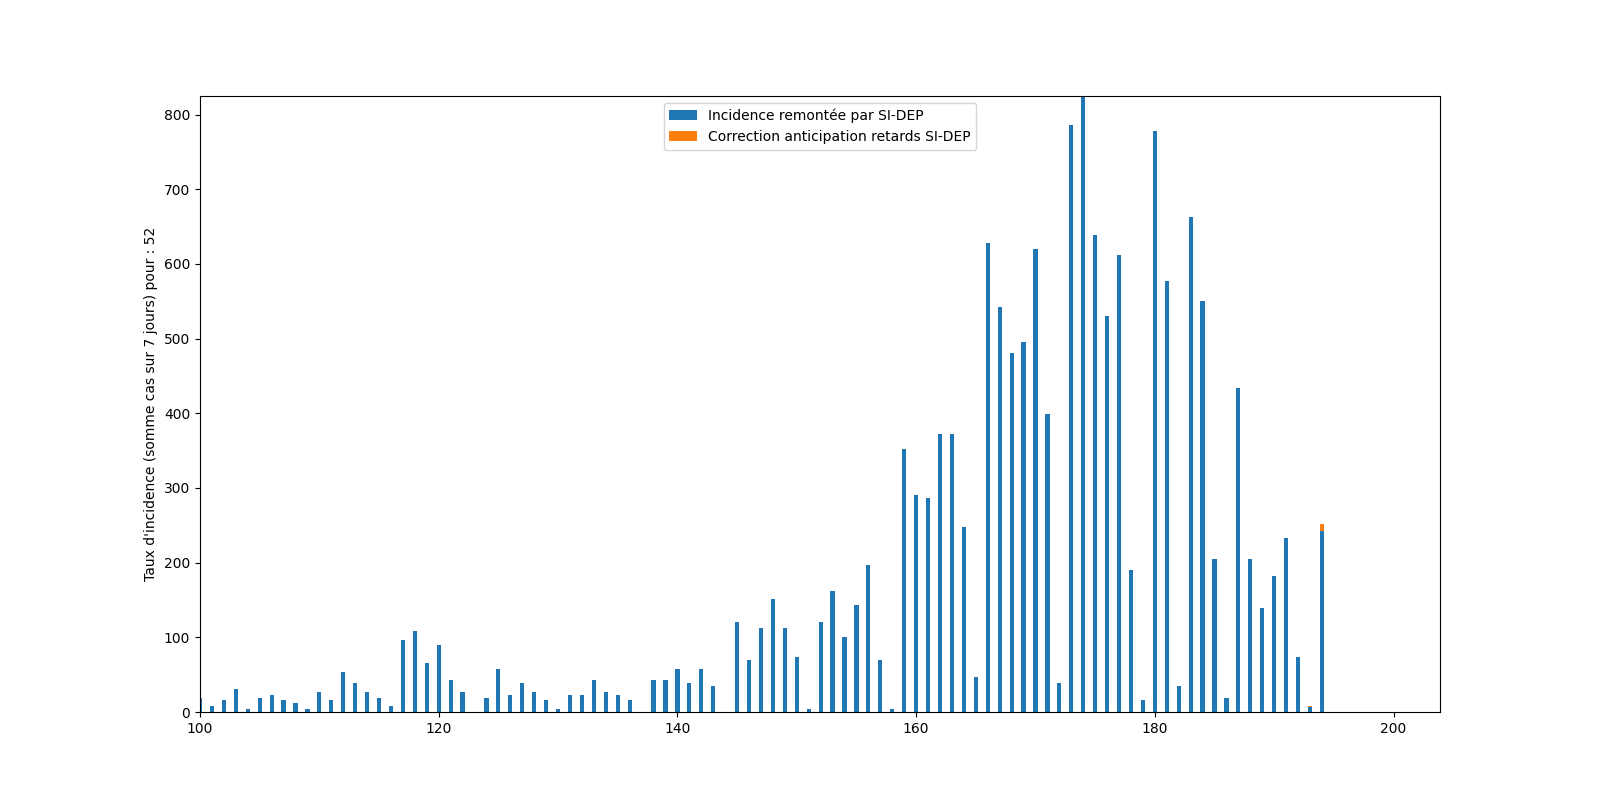 Incidence remontée par SI-DEP
Correction anticipation retards SI-DEP
Taux d'incidence (somme cas sur 7 jours) pour : 52
800
700
600
500
400
300
200
100
0
100 120 140 160 180 200